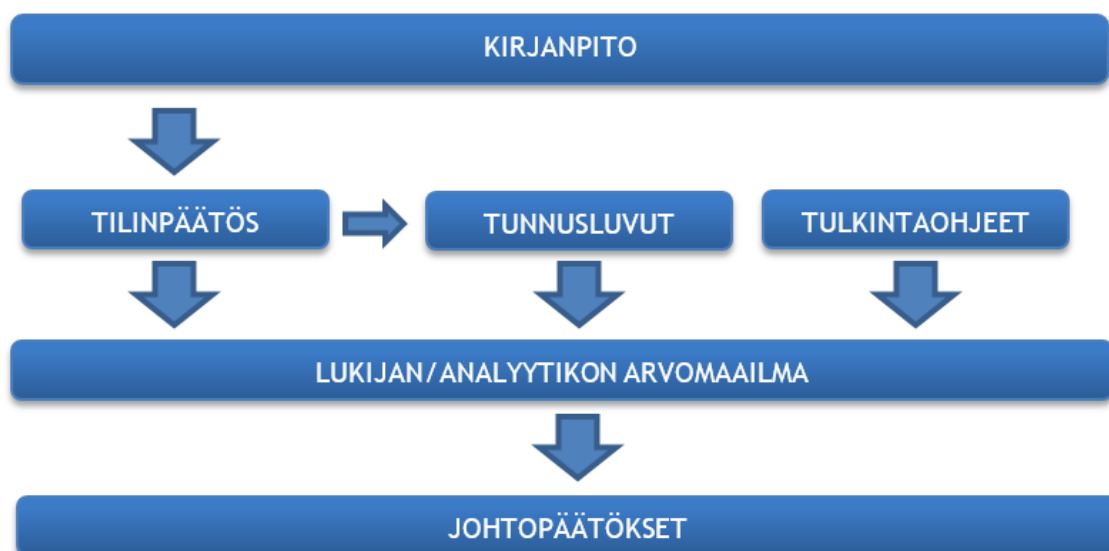 KIRJANPITO
TILINPÄÄTÖS
TUNNUSLUVUT
TULKINTAOHJEET
LUKIJAN/ANALYYTIKON ARVOMAAILMA
JOHTOPÄÄTÖKSET